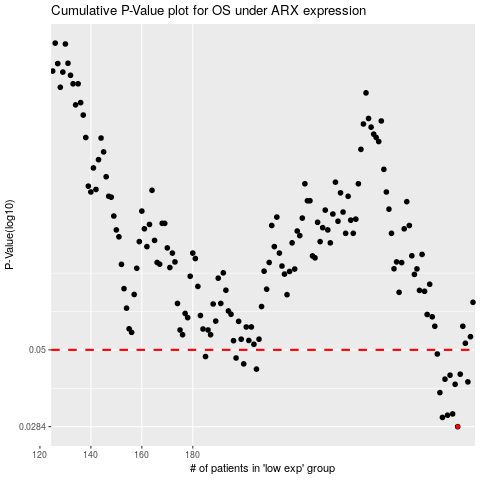 Cumulative P-Value plot for OS under ARX expression
P-Value(log10)
0.05
0.0284
120 140 160 180
# of patients in 'low exp' group